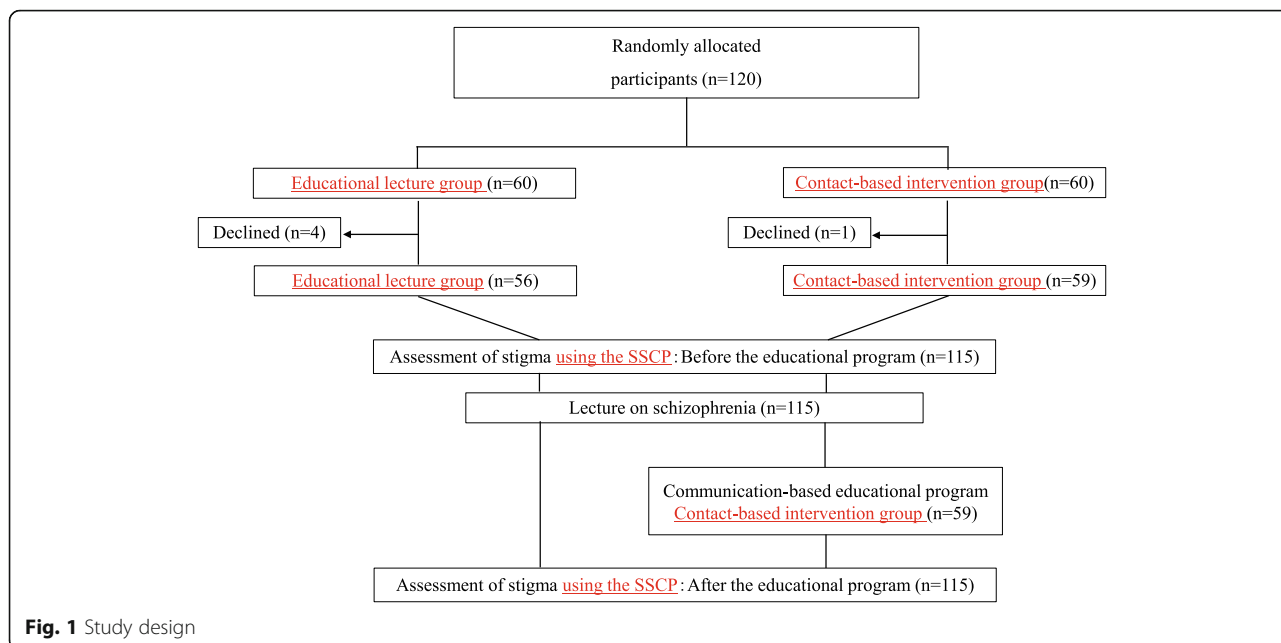 Randomly allocated
participants (n=120)
Educational lecture group (n=60)
Contact-based intervention group(n=60)
Declined (n=4)
Declined (n=1)
Educational lecture group (n=56)
Contact-based intervention group (n=59)
Assessment of stigma using the SSCP: Before the educational program (n=115)
Lecture on schizophrenia (n=115)
Communication-based educational program
Contact-based intervention group (n=59)
Assessment of stigma using the SSCP: After the educational program (n=115)
Fig. 1 Study design